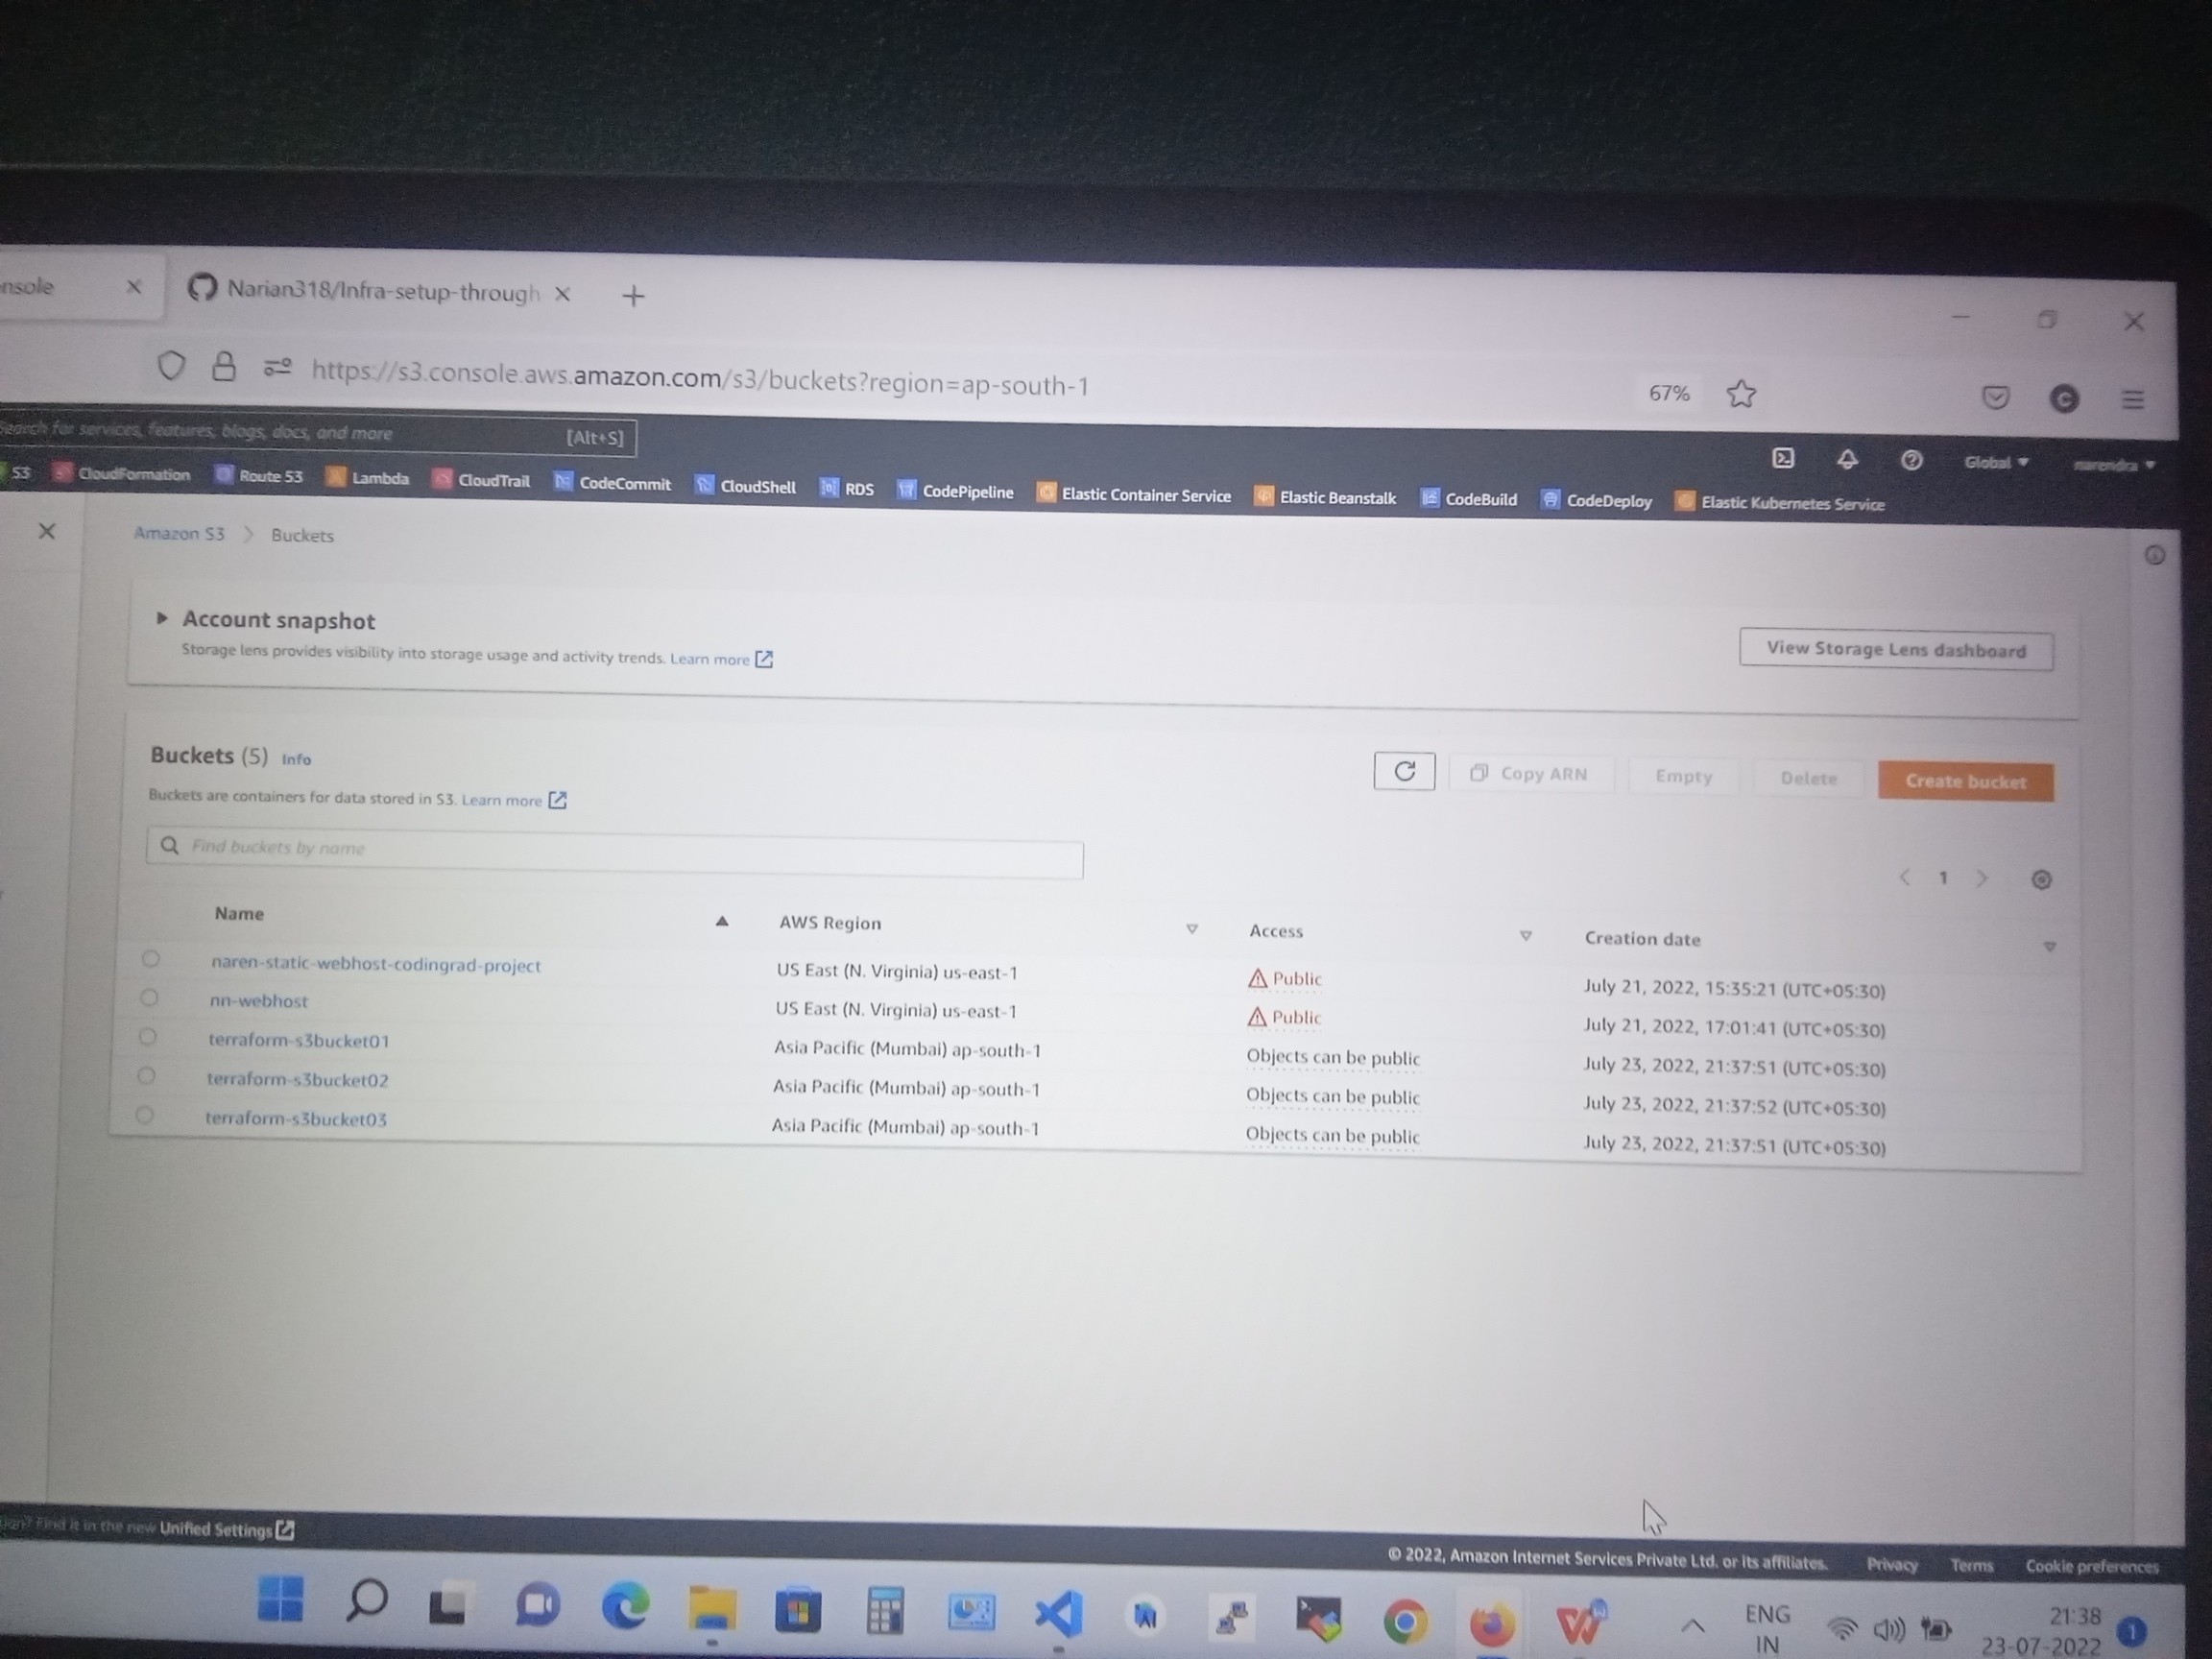 nsole
Narian318/Infra-setup-through
https://s3.console.aws.amazon.com/s3/buckets?region=ap-south-1
67%
Search for services, features, blogs, docs, and more [Alt+S]
Global narendra
S3 CloudFormation Route 53 Lambda CloudTrail CodeCommit CloudShell RDS CodePipeline Elastic Container Service Elastic Beanstalk CodeBuild CodeDeploy Elastic Kubernetes Service
Amazon S3 > Buckets
Account snapshot
Storage lens provides visibility into storage usage and activity trends. Learn more
View Storage Lens dashboard
Buckets (5) Info
Buckets are containers for data stored in S3. Learn more
Copy ARN Empty Delete Create bucket
Find buckets by name
1
Name AWS Region Access Creation date
naren-static-webhost-codingrad-project US East (N. Virginia) us-east-1 Public July 21, 2022, 15:35:21 (UTC+05:30)
nn-webhost US East (N. Virginia) us-east-1 Public July 21, 2022, 17:01:41 (UTC+05:30)
terraform-s3bucket01 Asia Pacific (Mumbai) ap-south-1 Objects can be public July 23, 2022, 21:37:51 (UTC+05:30)
terraform-s3bucket02 Asia Pacific (Mumbai) ap-south-1 Objects can be public July 23, 2022, 21:37:52 (UTC+05:30)
terraform-s3bucket03 Asia Pacific (Mumbai) ap-south-1 Objects can be public July 23, 2022, 21:37:51 (UTC+05:30)
Find it in the new Unified Settings
© 2022, Amazon Internet Services Private Ltd. or its affiliates. Privacy Terms Cookie preferences
ENG
IN
21:38
23-07-2022
1